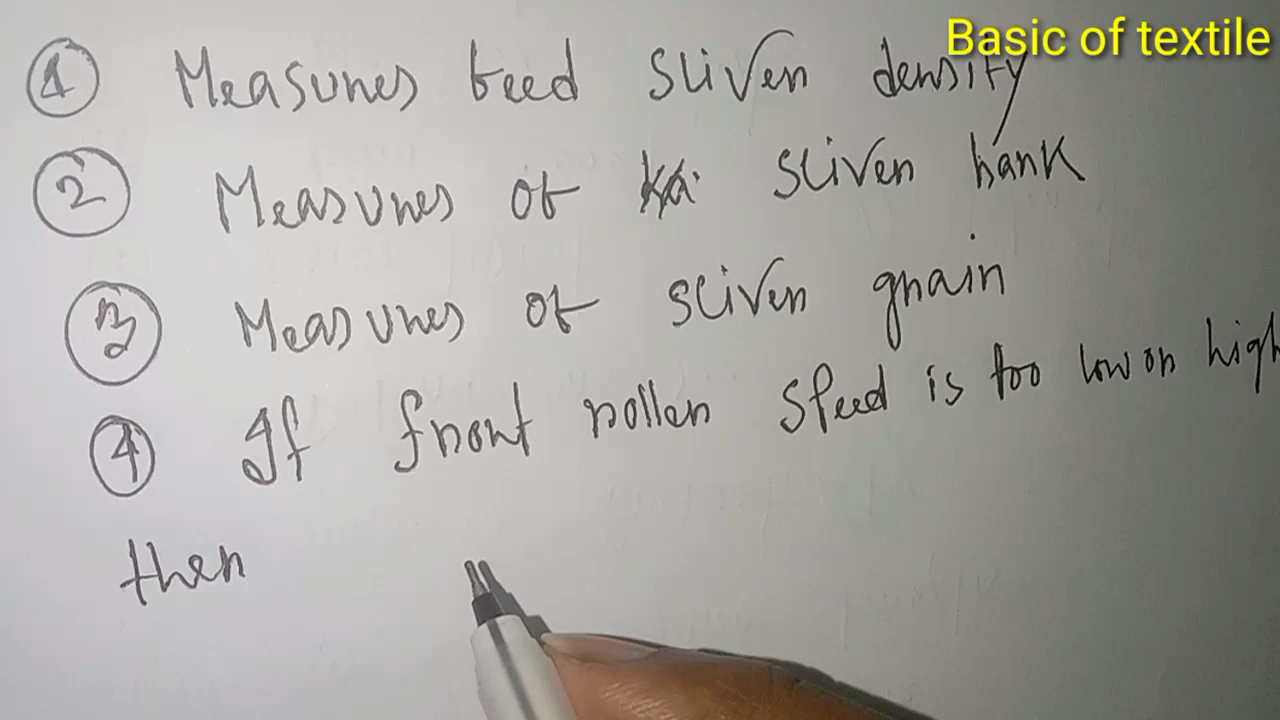 Basic of textile
① Measures feed sliver density
② Measures of sliver hank
③ Measures of sliver grain
④ If front roller speed is too low or high
then